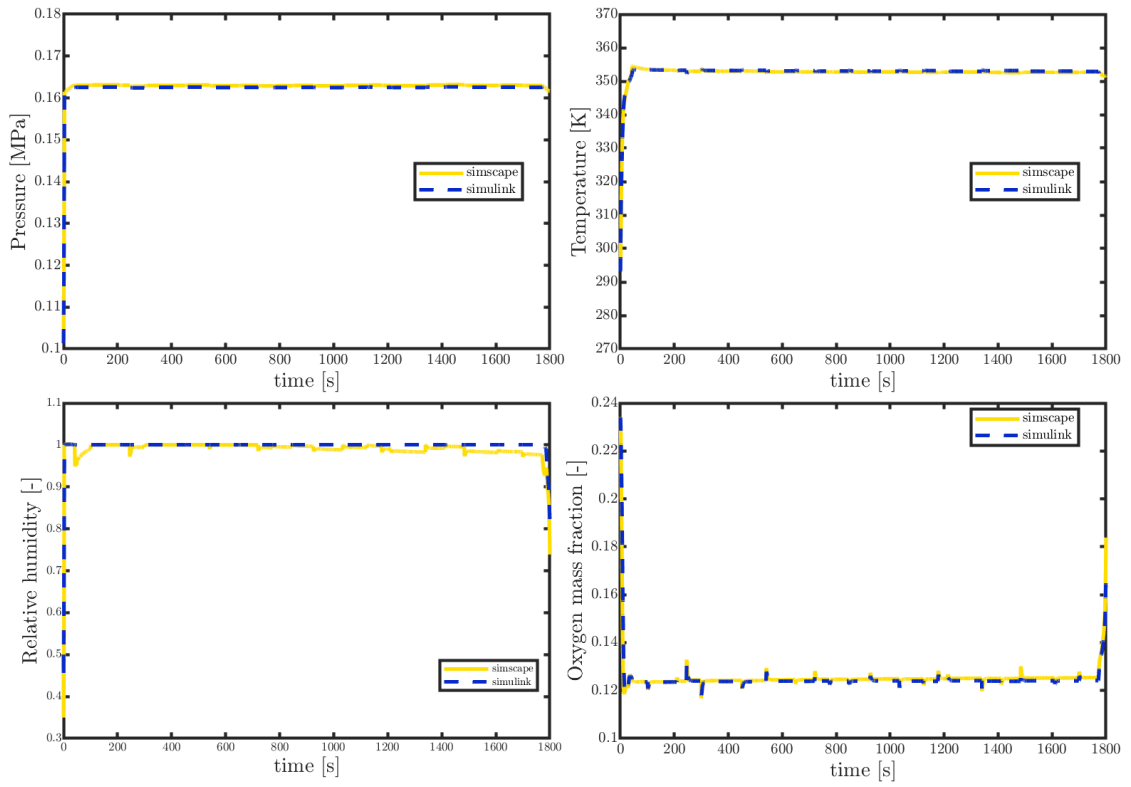 0.18
0.17
0.16
0.15
0.14
0.13
0.12
0.11
0.1
Pressure [MPa]
simscape
simulink
0 200 400 600 800 1000 1200 1400 1600 1800
time [s]
370
360
350
340
330
320
310
300
290
280
270
Temperature [K]
simscape
simulink
0 200 400 600 800 1000 1200 1400 1600 1800
time [s]
1.1
1
0.9
0.8
0.7
0.6
0.5
0.4
0.3
Relative humidity [-]
simscape
simulink
0 200 400 600 800 1000 1200 1400 1600 1800
time [s]
0.24
0.22
0.2
0.18
0.16
0.14
0.12
0.1
Oxygen mass fraction [-]
simscape
simulink
0 200 400 600 800 1000 1200 1400 1600 1800
time [s]